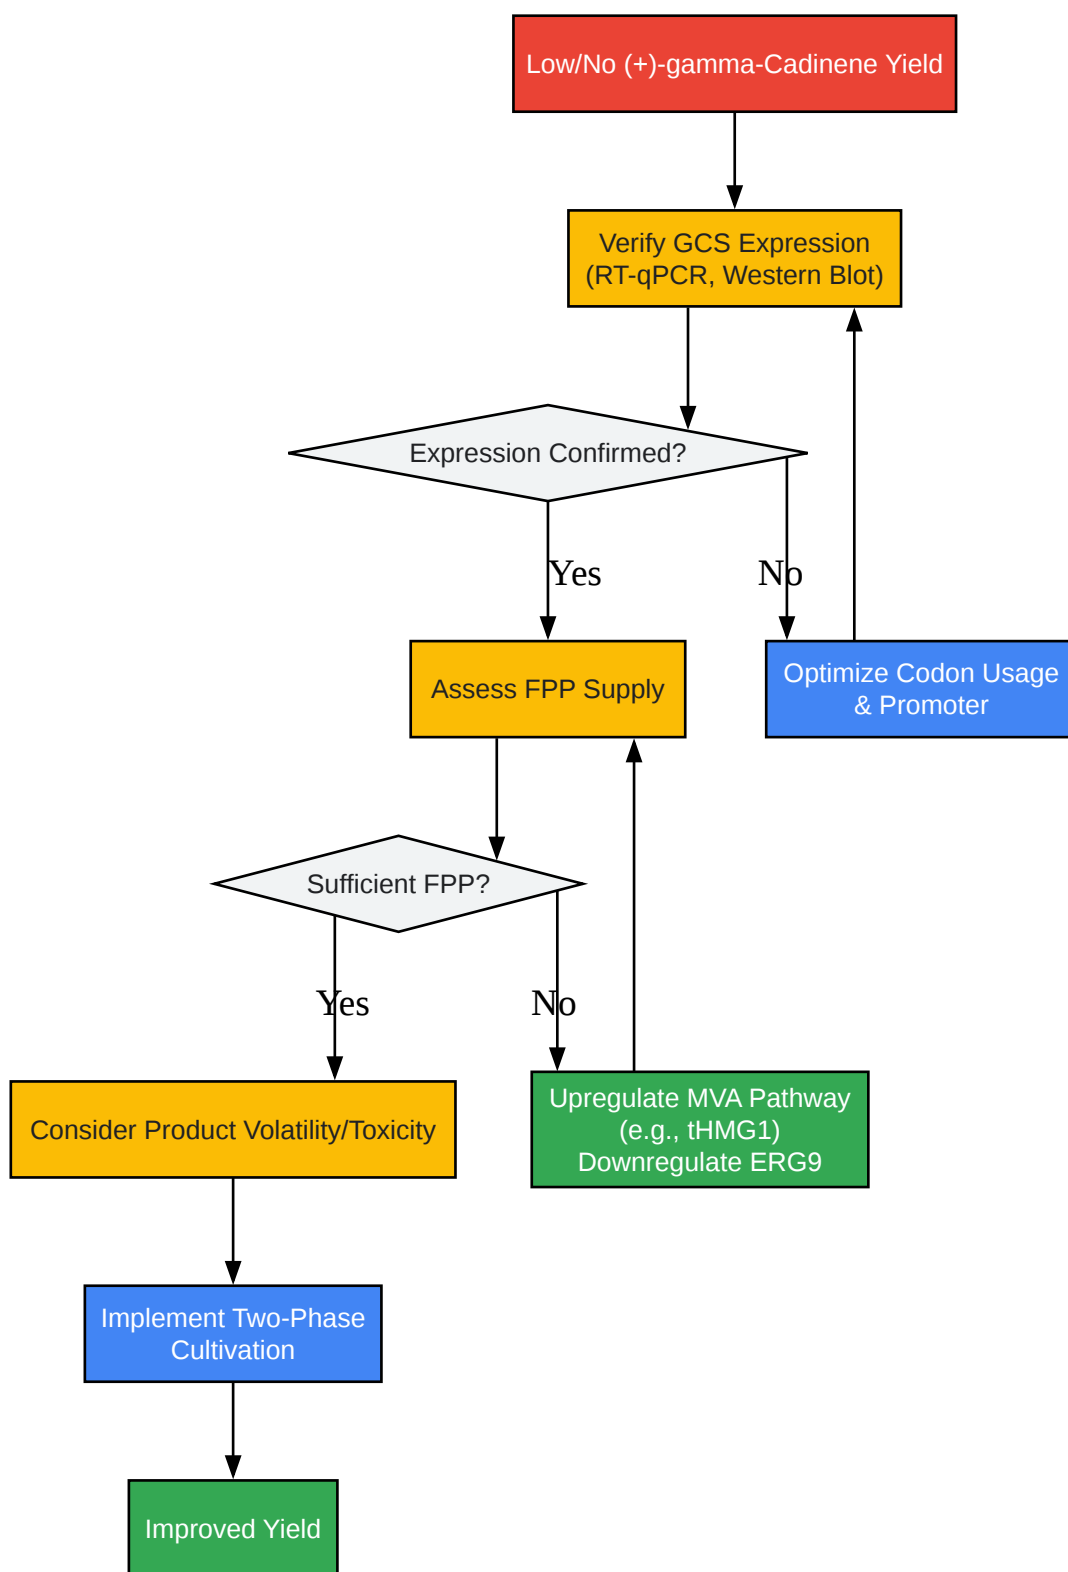 Low/No (+)-gamma-Cadinene Yield
Verify GCS Expression
(RT-qPCR, Western Blot)
Expression Confirmed?
Yes
No
Assess FPP Supply
Optimize Codon Usage
& Promoter
Sufficient FPP?
Yes
No
Consider Product Volatility/Toxicity
Upregulate MVA Pathway
(e.g., tHMG1)
Downregulate ERG9
Implement Two-Phase
Cultivation
Improved Yield